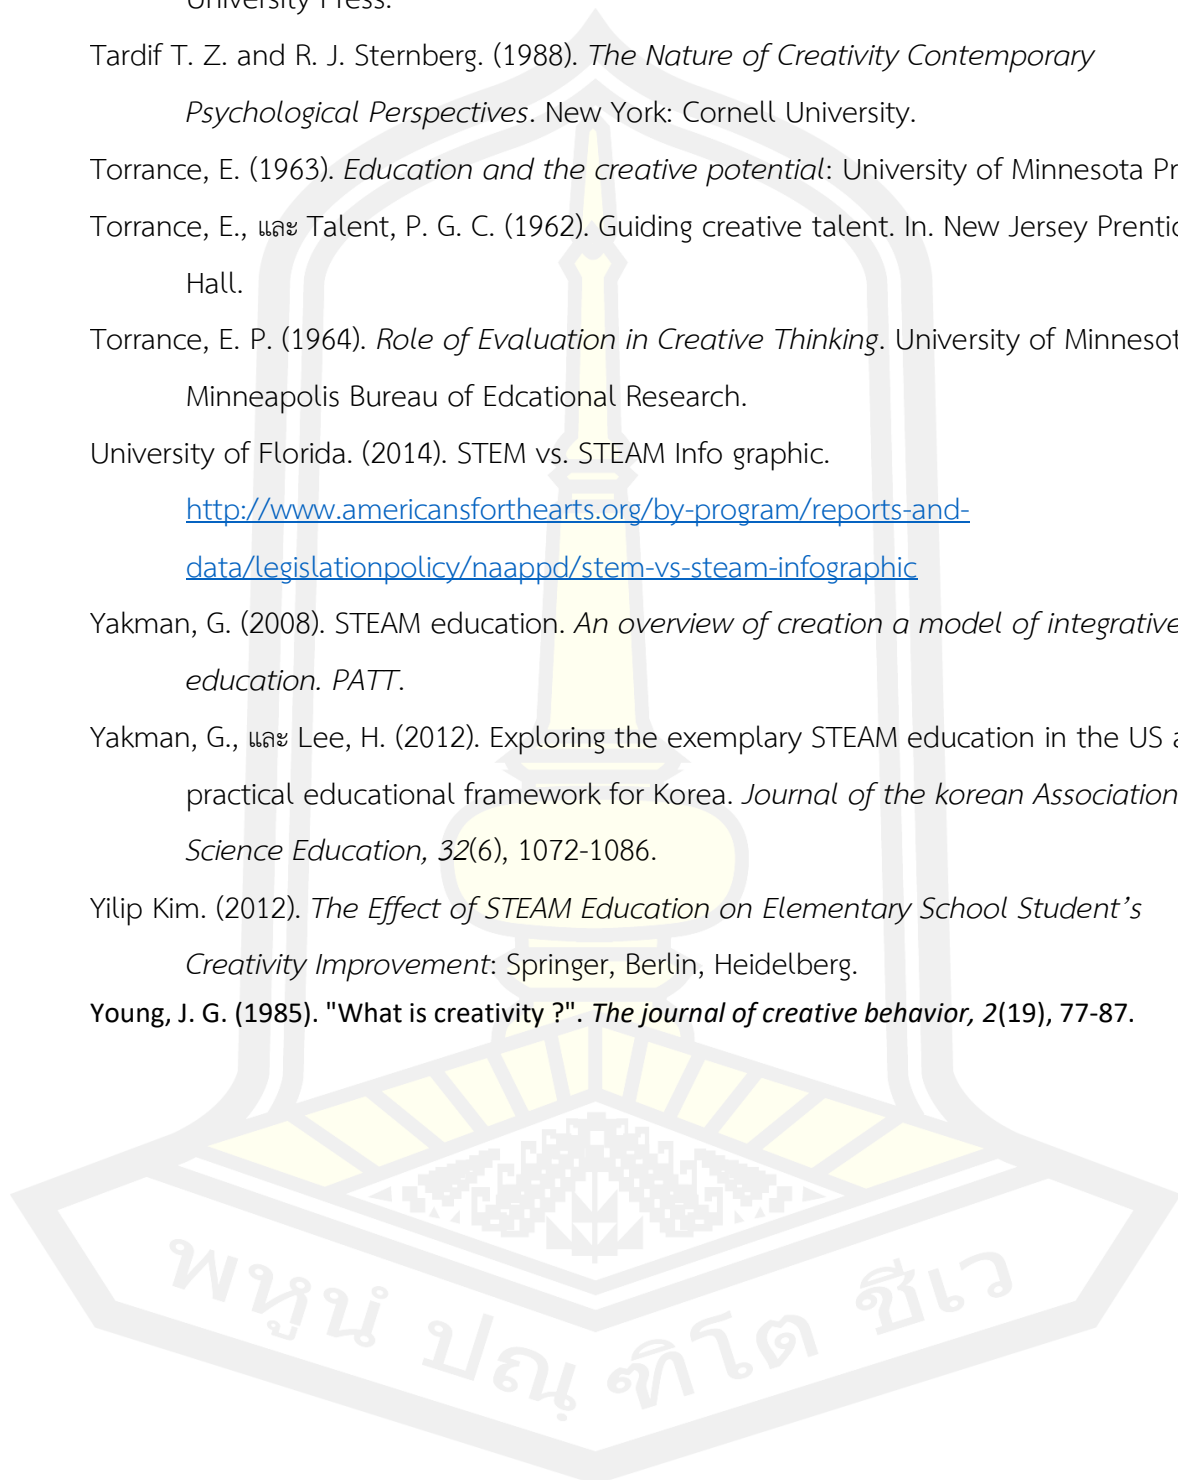 University Press.
Tardif T. Z. and R. J. Sternberg. (1988). The Nature of Creativity Contemporary
Psychological Perspectives. New York: Cornell University.
Torrance, E. (1963). Education and the creative potential: University of Minnesota Pr
Torrance, E., และ Talent, P. G. C. (1962). Guiding creative talent. In. New Jersey Prentic
Hall.
Torrance, E. P. (1964). Role of Evaluation in Creative Thinking. University of Minnesot
Minneapolis Bureau of Edcational Research.
University of Florida. (2014). STEM vs. STEAM Info graphic.
http://www.americansforthearts.org/by-program/reports-and-
data/legislationpolicy/naappd/stem-vs-steam-infographic
Yakman, G. (2008). STEAM education. An overview of creation a model of integrative
education. PATT.
Yakman, G., และ Lee, H. (2012). Exploring the exemplary STEAM education in the US a
practical educational framework for Korea. Journal of the korean Association
Science Education, 32(6), 1072-1086.
Yilip Kim. (2012). The Effect of STEAM Education on Elementary School Student’s
Creativity Improvement: Springer, Berlin, Heidelberg.
Young, J. G. (1985). "What is creativity ?". The journal of creative behavior, 2(19), 77-87.
พหูนํ ปณฺฑิโต ชีเว